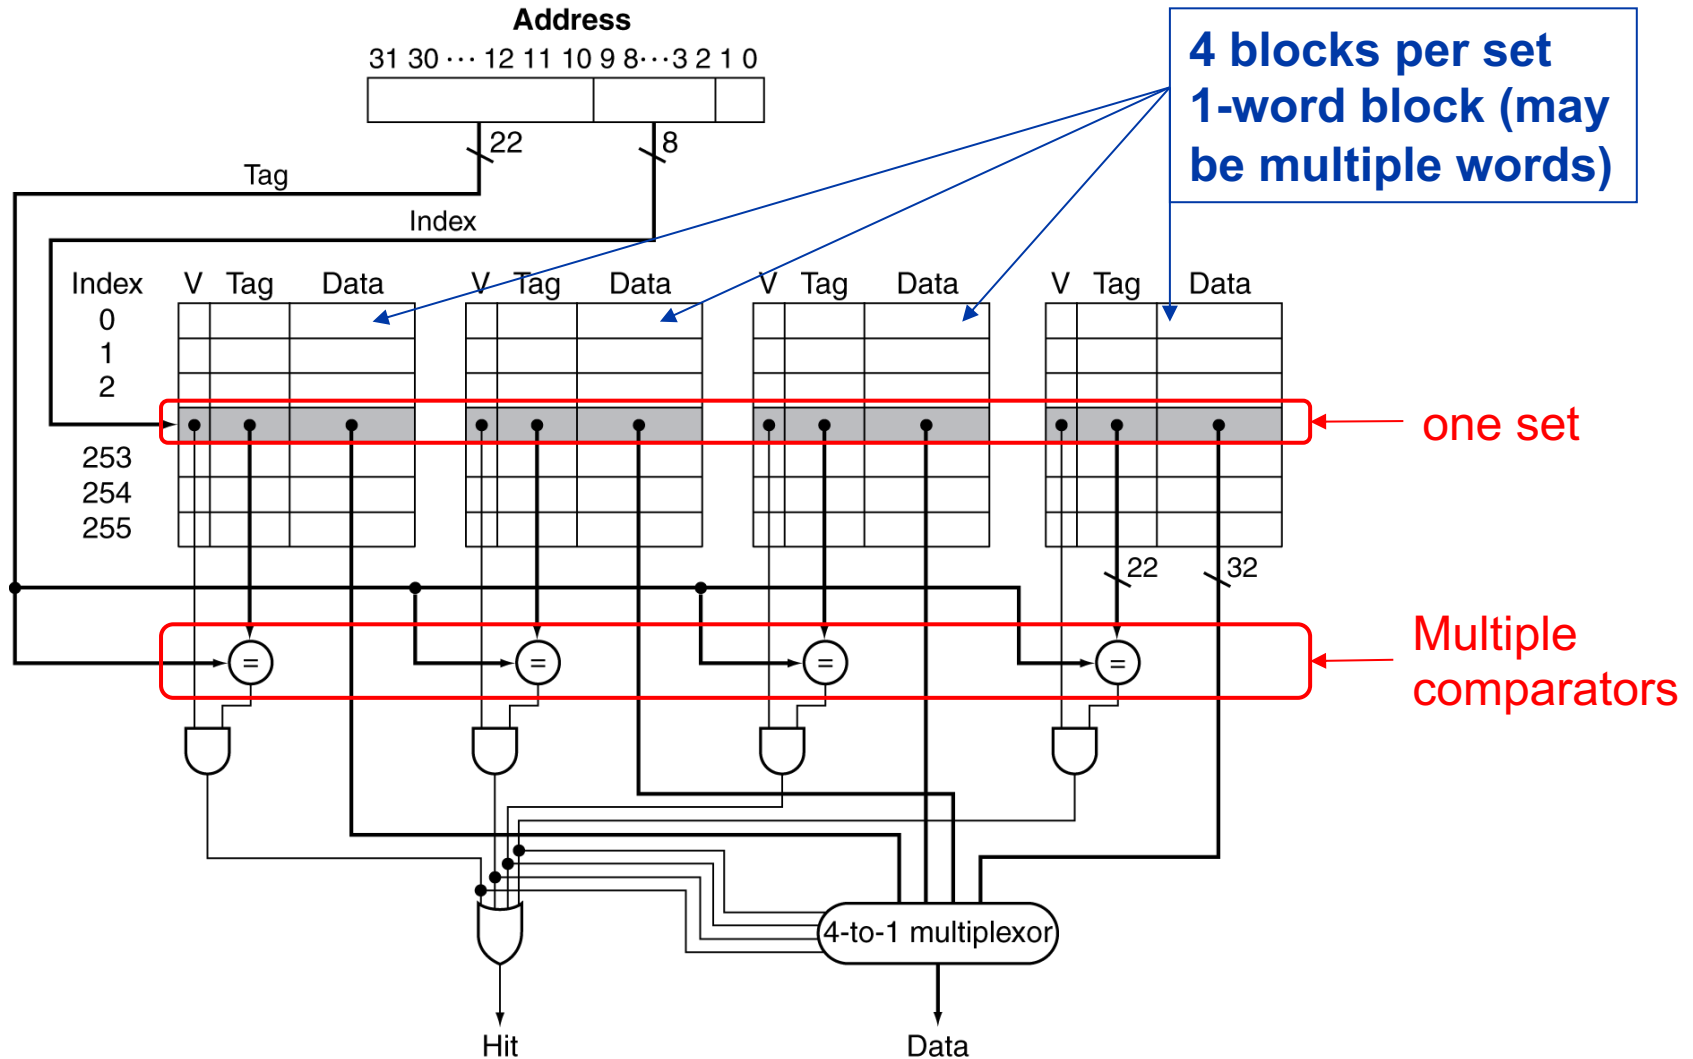 Address
31 30 ··· 12 11 10 9 8···3 2 1 0
4 blocks per set
1-word block (may
be multiple words)
22
8
Tag
Index
Index V Tag Data V Tag Data V Tag Data V Tag Data
0
1
2
one set
253
254
255
22
32
= = = =
Multiple
comparators
4-to-1 multiplexor
Hit
Data